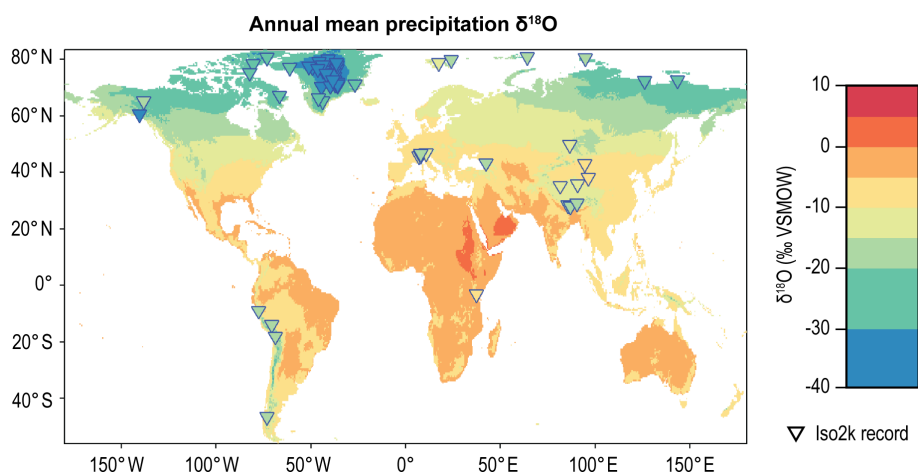 Annual mean precipitation δ¹⁸O
80° N
60° N
40° N
20° N
0°
20° S
40° S
150° W
100° W
50° W
0°
50° E
100° E
150° E
10
0
-10
-20
-30
-40
δ¹⁸O (‰ VSMOW)
Iso2k record